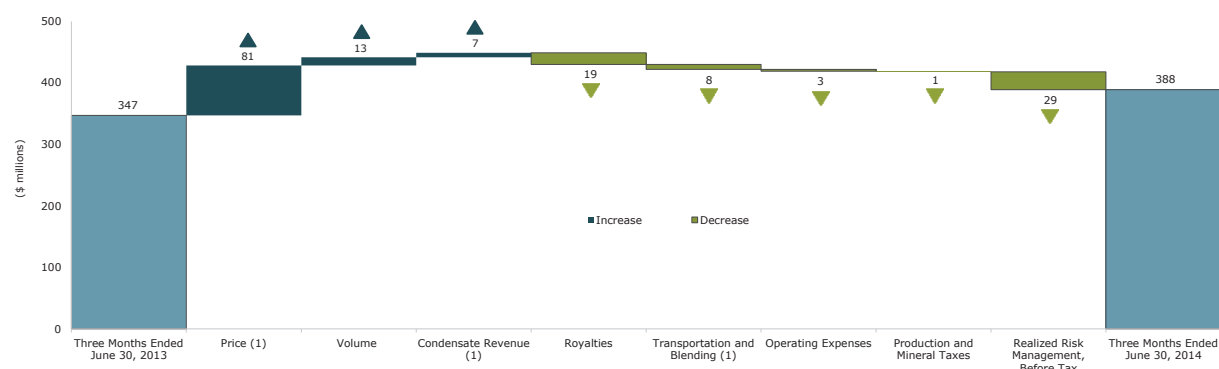 500
400
300
200
100
0
($ millions)
347
81
13
7
19
8
3
1
29
388
Increase
Decrease
Three Months Ended
June 30, 2013
Price (1)
Volume
Condensate Revenue
(1)
Royalties
Transportation and
Blending (1)
Operating Expenses
Production and
Mineral Taxes
Realized Risk
Management,
Before Tax
Three Months Ended
June 30, 2014